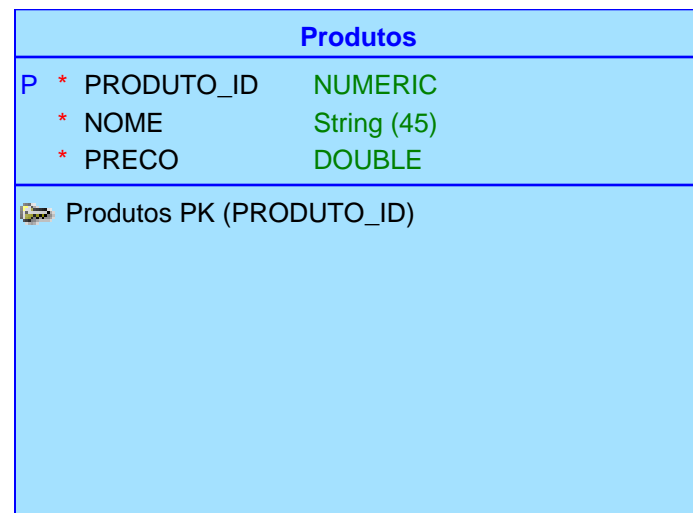 Produtos
P * PRODUTO_ID NUMERIC
* NOME String (45)
* PRECO DOUBLE
Produtos PK (PRODUTO_ID)